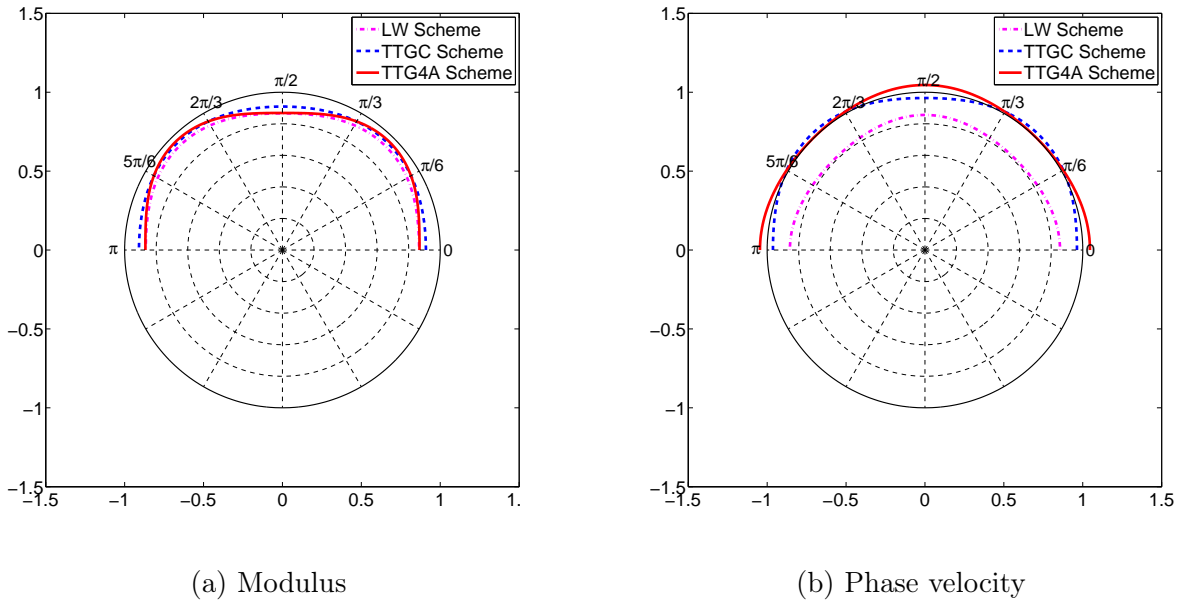 1.5
LW Scheme
TTGC Scheme
TTG4A Scheme
1
π/2
2π/3
π/3
5π/6
π/6
0.5
π
0
0
−0.5
−1
−1.5
−1.5
−1
−0.5
0
0.5
1
1.
(a) Modulus
1.5
LW Scheme
TTGC Scheme
TTG4A Scheme
1
π/2
2π/3
π/3
5π/6
π/6
0.5
π
0
0
−0.5
−1
−1.5
−1.5
−1
−0.5
0
0.5
1
1.5
(b) Phase velocity